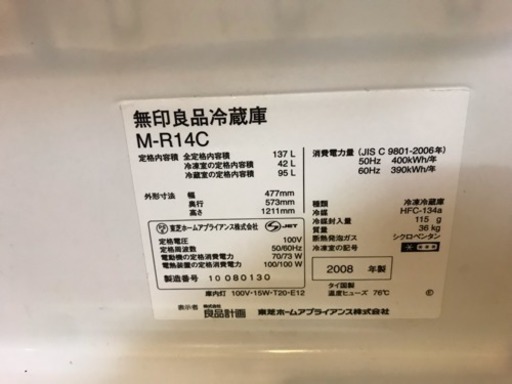 無印良品冷蔵庫
M-R14C
定格内容積 全定格内容積 137 L
冷凍室の定格内容積 42 L
冷蔵室の定格内容積 95 L
外形寸法 幅 477mm
奥行 573mm
高さ 1211mm
東芝ホームアプライアンス株式会社 JET
定格電圧 100V
定格周波数 50/60Hz
電動機の定格消費電力 70/73 W
電熱装置の定格消費電力 100/100 W
製造番号 10080130
庫内灯 100V-15W-T20-E12
消費電力量 (JIS C 9801-2006年)
50Hz 400kWh/年
60Hz 390kWh/年
種類 冷凍冷蔵庫
冷媒 HFC-134a
冷媒封入量 115 g
質量 36 kg
断熱発泡ガス シクロペンタン
冷凍室の記号
2008 年製
タイ国製
温度ヒューズ 76℃
表示者 株式会社 良品計画 東芝ホームアプライアンス株式会社